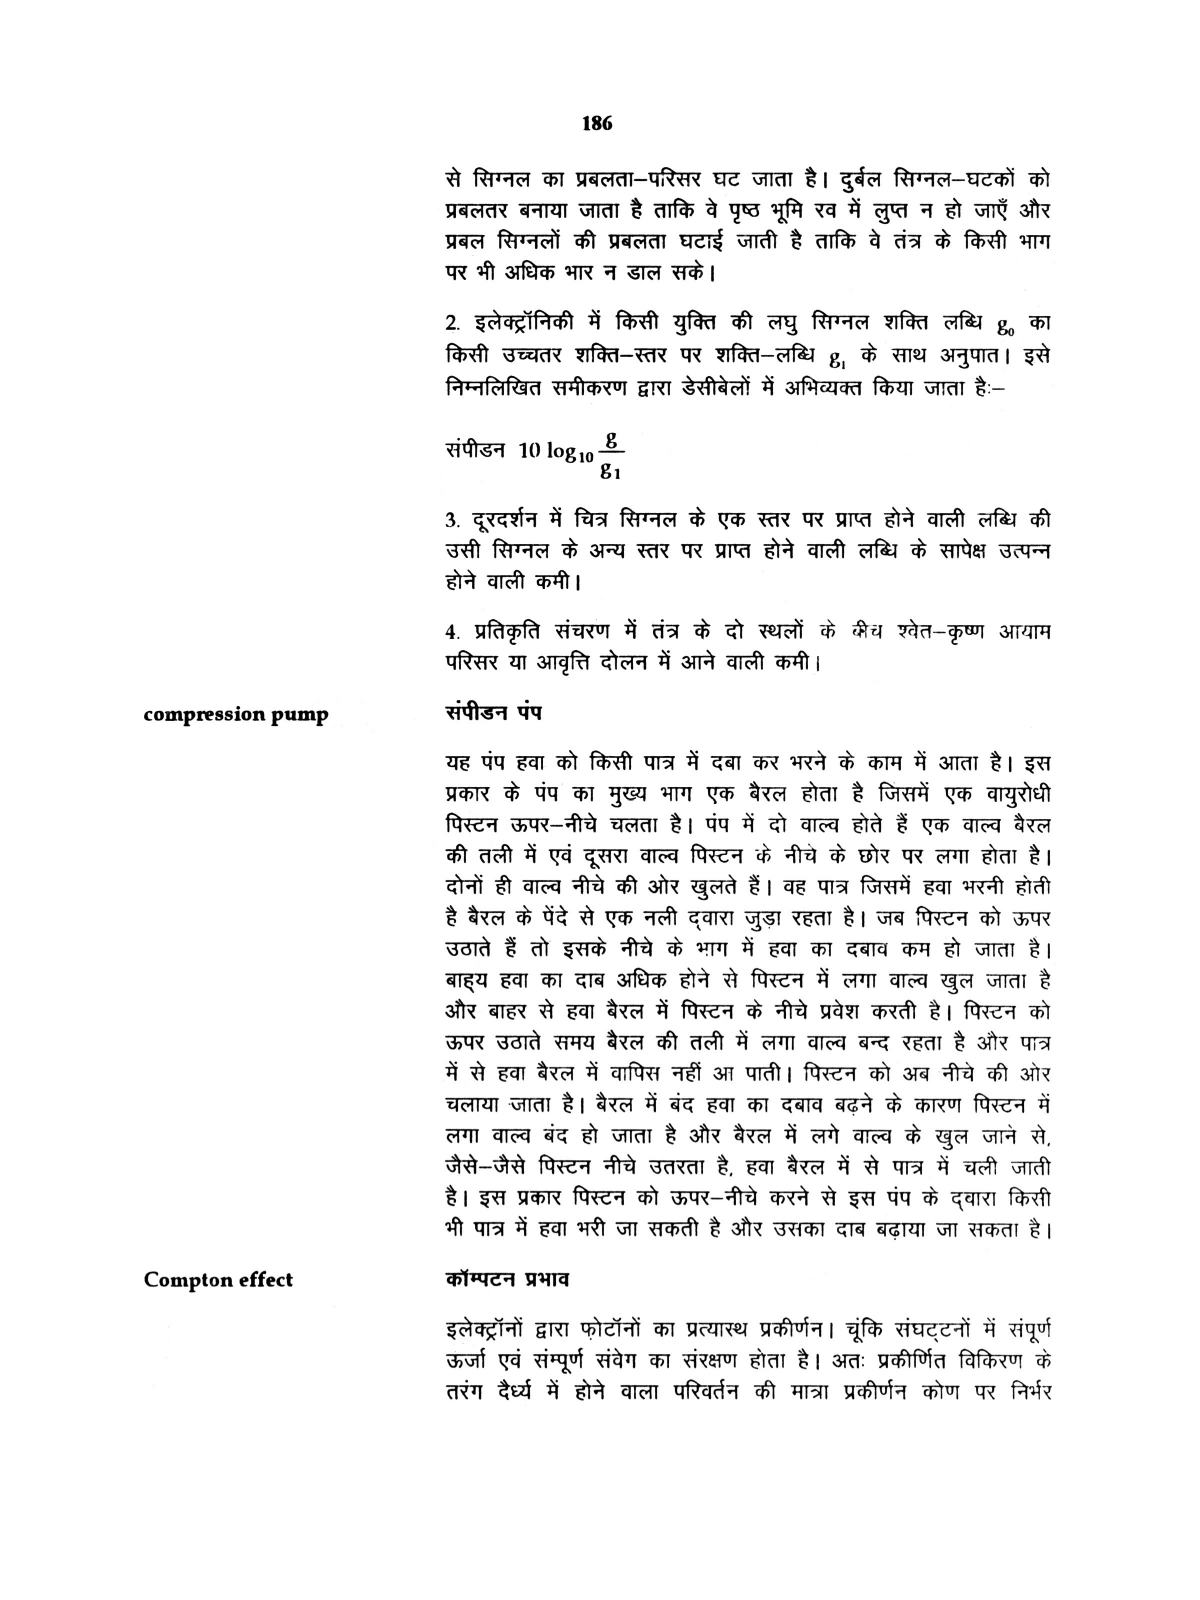 186
से सिग्नल का प्रबलता–परिसर घट जाता है। दुर्बल सिग्नल–घटकों को
प्रबलतर बनाया जाता है ताकि वे पृष्ठ भूमि रव में लुप्त न हो जाएँ और
प्रबल सिग्नलों की प्रबलता घटाई जाती है ताकि वे तंत्र के किसी भाग
पर भी अधिक भार न डाल सके।
2. इलेक्ट्रॉनिकी में किसी युक्ति की लघु सिग्नल शक्ति लब्धि g₀ का
किसी उच्चतर शक्ति–स्तर पर शक्ति–लब्धि g₁ के साथ अनुपात। इसे
निम्नलिखित समीकरण द्वारा डेसीबेलों में अभिव्यक्त किया जाता है:–
संपीडन 10 log₁₀ g/g₁
3. दूरदर्शन में चित्र सिग्नल के एक स्तर पर प्राप्त होने वाली लब्धि की
उसी सिग्नल के अन्य स्तर पर प्राप्त होने वाली लब्धि के सापेक्ष उत्पन्न
होने वाली कमी।
4. प्रतिकृति संचरण में तंत्र के दो स्थलों के बीच श्वेत–कृष्ण आयाम
परिसर या आवृत्ति दोलन में आने वाली कमी।
compression pump संपीडन पंप
यह पंप हवा को किसी पात्र में दबा कर भरने के काम में आता है। इस
प्रकार के पंप का मुख्य भाग एक बैरल होता है जिसमें एक वायुरोधी
पिस्टन ऊपर–नीचे चलता है। पंप में दो वाल्व होते हैं एक वाल्व बैरल
की तली में एवं दूसरा वाल्व पिस्टन के नीचे के छोर पर लगा होता है।
दोनों ही वाल्व नीचे की ओर खुलते हैं। वह पात्र जिसमें हवा भरनी होती
है बैरल के पेंदे से एक नली द्वारा जुड़ा रहता है। जब पिस्टन को ऊपर
उठाते हैं तो इसके नीचे के भाग में हवा का दबाव कम हो जाता है।
बाह्य हवा का दाब अधिक होने से पिस्टन में लगा वाल्व खुल जाता है
और बाहर से हवा बैरल में पिस्टन के नीचे प्रवेश करती है। पिस्टन को
ऊपर उठाते समय बैरल की तली में लगा वाल्व बन्द रहता है और पात्र
में से हवा बैरल में वापिस नहीं आ पाती। पिस्टन को अब नीचे की ओर
चलाया जाता है। बैरल में बंद हवा का दबाव बढ़ने के कारण पिस्टन में
लगा वाल्व बंद हो जाता है और बैरल में लगे वाल्व के खुल जाने से,
जैसे–जैसे पिस्टन नीचे उतरता है, हवा बैरल में से पात्र में चली जाती
है। इस प्रकार पिस्टन को ऊपर–नीचे करने से इस पंप के द्वारा किसी
भी पात्र में हवा भरी जा सकती है और उसका दाब बढ़ाया जा सकता है।
Compton effect कॉम्पटन प्रभाव
इलेक्ट्रॉनों द्वारा फ़ोटॉनों का प्रत्यास्थ प्रकीर्णन। चूंकि संघट्टनों में संपूर्ण
ऊर्जा एवं सम्पूर्ण संवेग का संरक्षण होता है। अतः प्रकीर्णित विकिरण के
तरंग दैर्ध्य में होने वाला परिवर्तन की मात्रा प्रकीर्णन कोण पर निर्भर